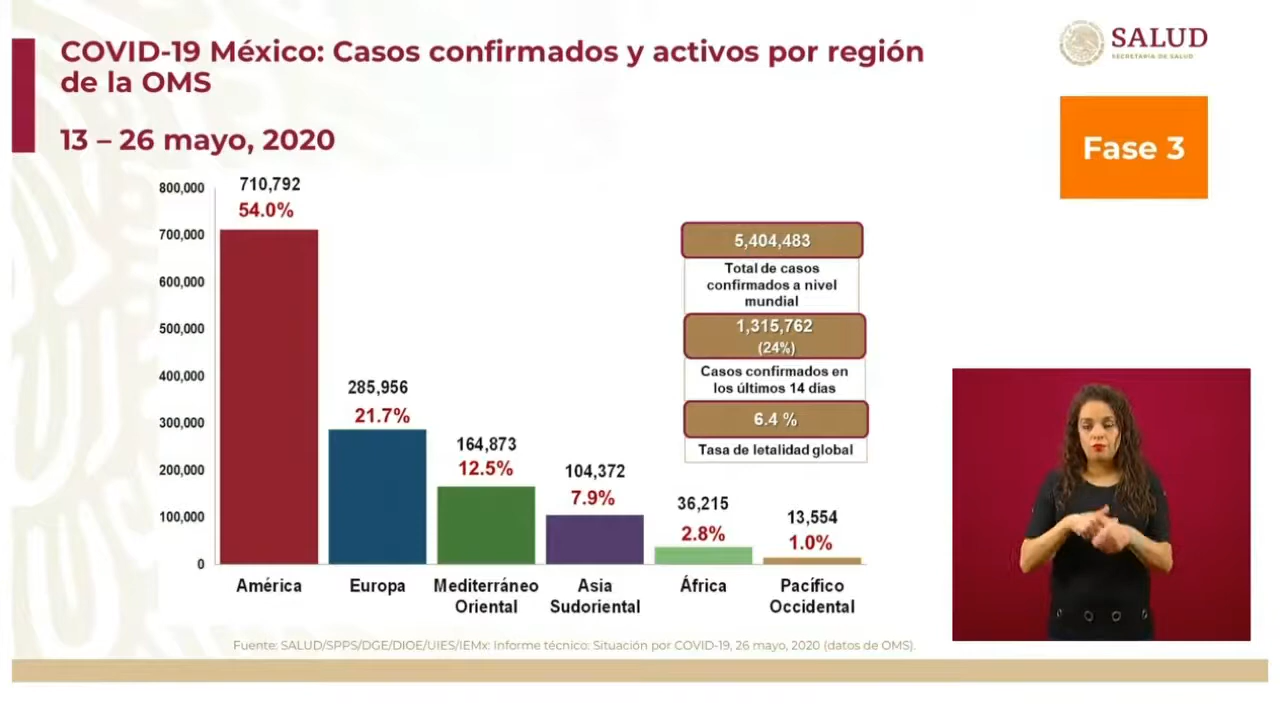 COVID-19 México: Casos confirmados y activos por región
de la OMS
13 – 26 mayo, 2020
SALUD
SECRETARÍA DE SALUD
Fase 3
800,000
700,000
600,000
500,000
400,000
300,000
200,000
100,000
0
710,792
54.0%
285,956
21.7%
164,873
12.5%
104,372
7.9%
36,215
2.8%
13,554
1.0%
América
Europa
Mediterráneo
Oriental
Asia
Sudoriental
África
Pacífico
Occidental
5,404,483
Total de casos
confirmados a nivel
mundial
1,315,762
(24%)
Casos confirmados en
los últimos 14 días
6.4 %
Tasa de letalidad global
Fuente: SALUD/SPPS/DGE/DIOE/UIES/IEMx: Informe técnico: Situación por COVID-19, 26 mayo, 2020 (datos de OMS).